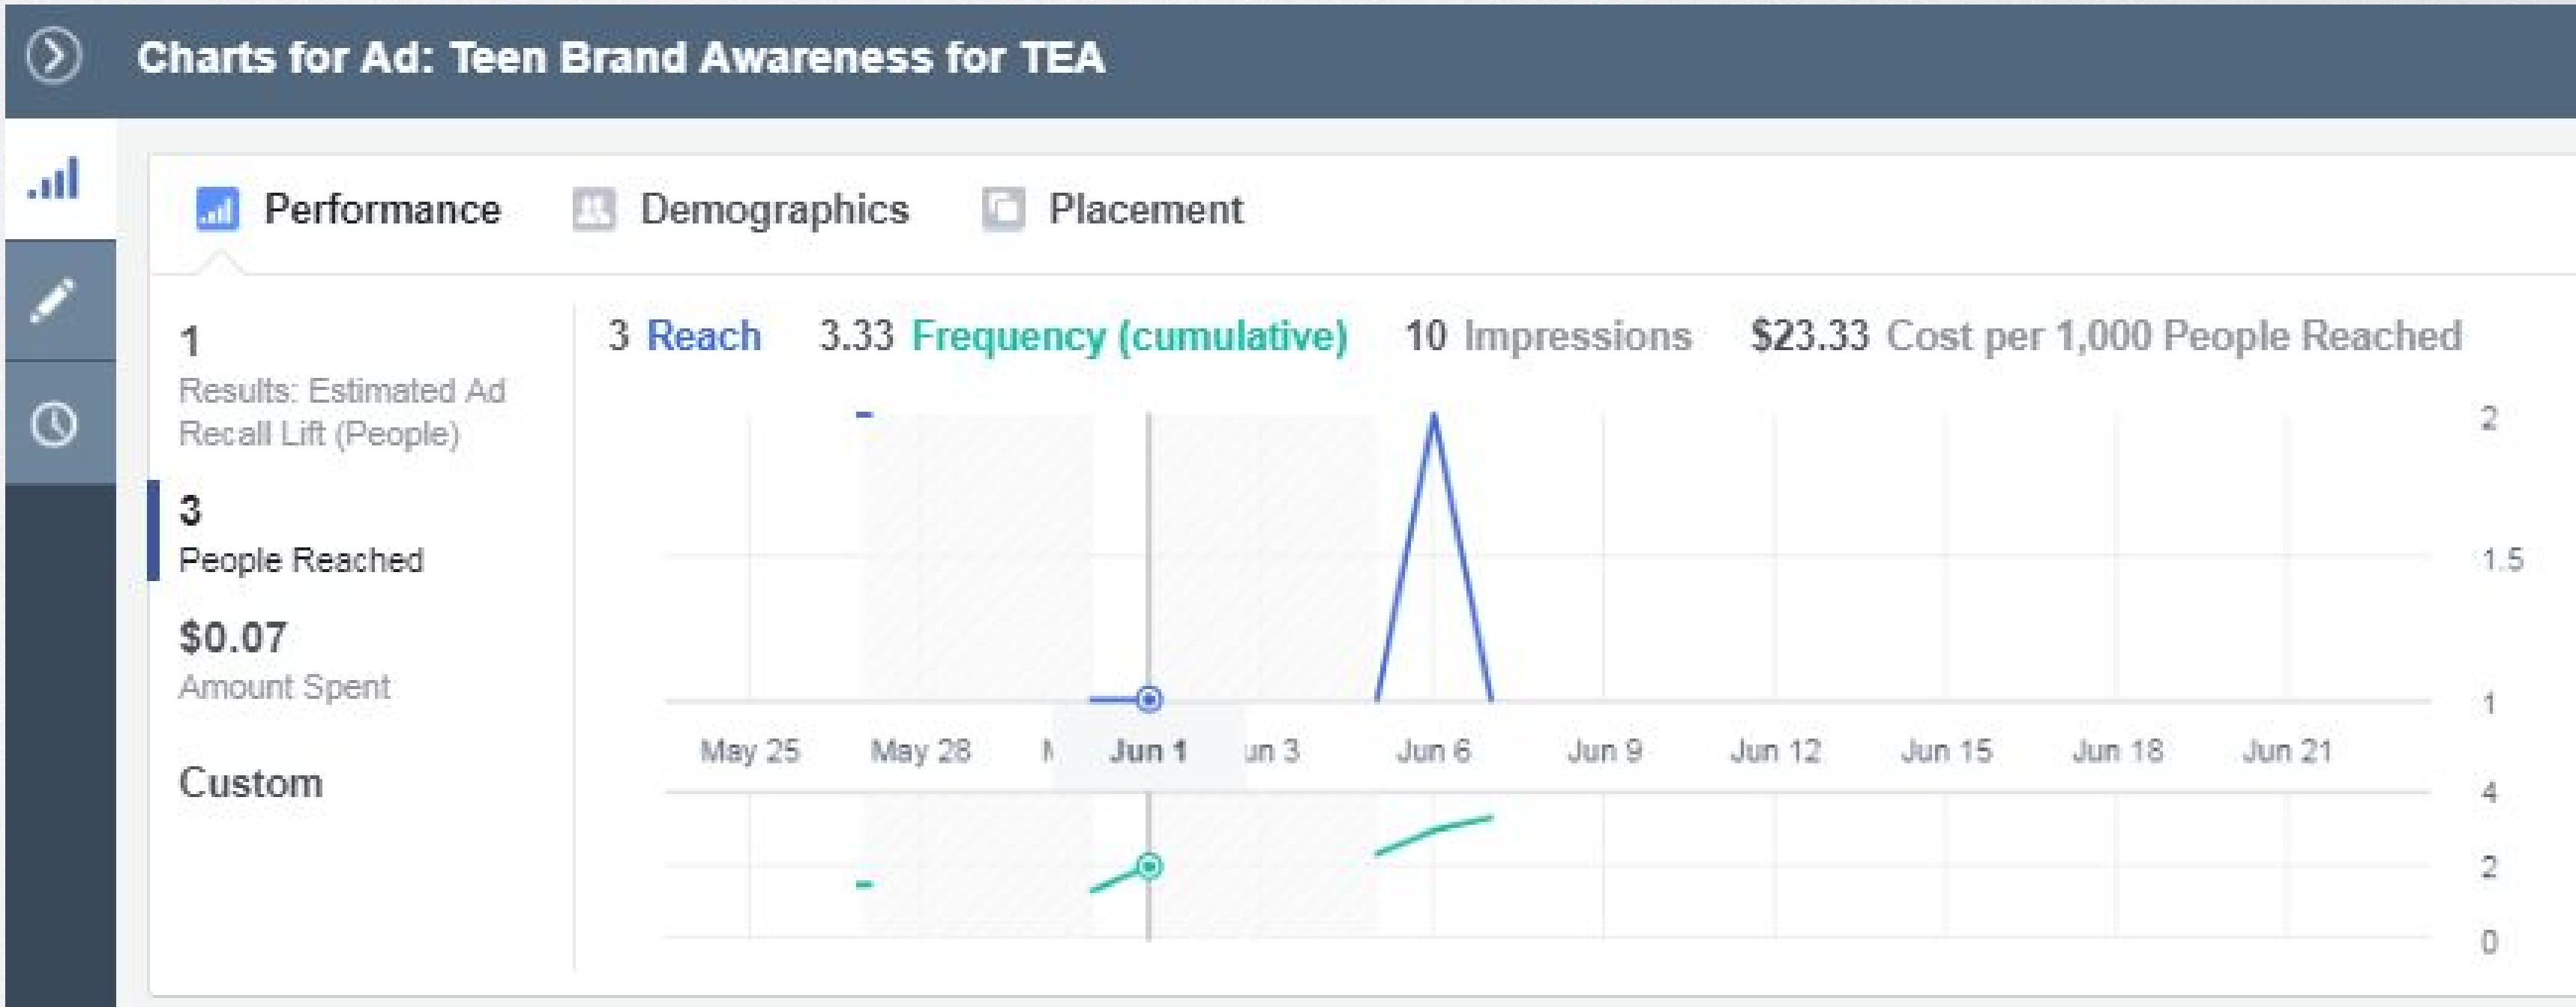 Charts for Ad: Teen Brand Awareness for TEA
Performance
Demographics
Placement
1
Results: Estimated Ad
Recall Lift (People)
3
People Reached
$0.07
Amount Spent
Custom
3 Reach 3.33 Frequency (cumulative) 10 Impressions $23.33 Cost per 1,000 People Reached
2
1.5
1
May 25 May 28 Jun 1 un 3 Jun 6 Jun 9 Jun 12 Jun 15 Jun 18 Jun 21
4
2
0